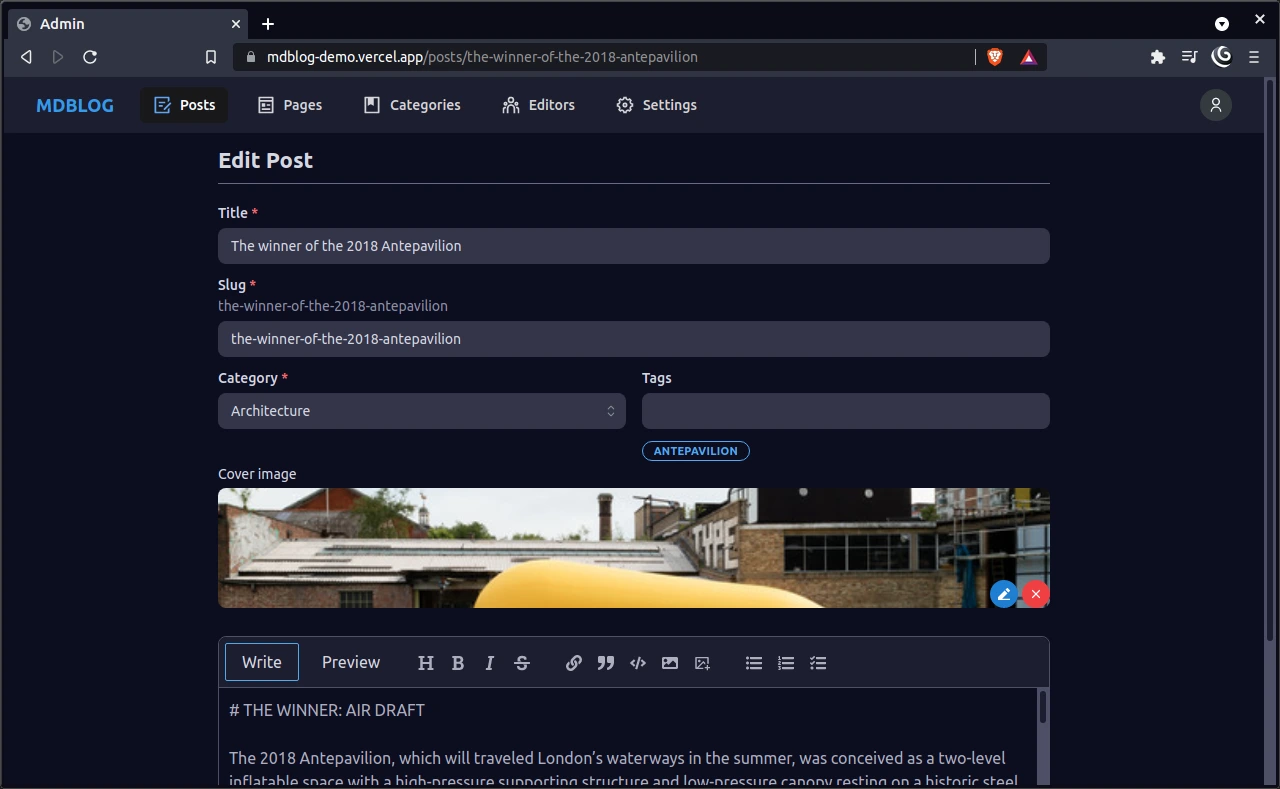 Admin
mdblog-demo.vercel.app/posts/the-winner-of-the-2018-antepavilion
MDBLOG Posts Pages Categories Editors Settings
Edit Post
Title *
The winner of the 2018 Antepavilion
Slug *
the-winner-of-the-2018-antepavilion
the-winner-of-the-2018-antepavilion
Category * Tags
Architecture
ANTEPAVILION
Cover image
Write Preview H B I S
# THE WINNER: AIR DRAFT
The 2018 Antepavilion, which will traveled London’s waterways in the summer, was conceived as a two-level
inflatable space with a high-pressure supporting structure and low-pressure canopy resting on a historic steel